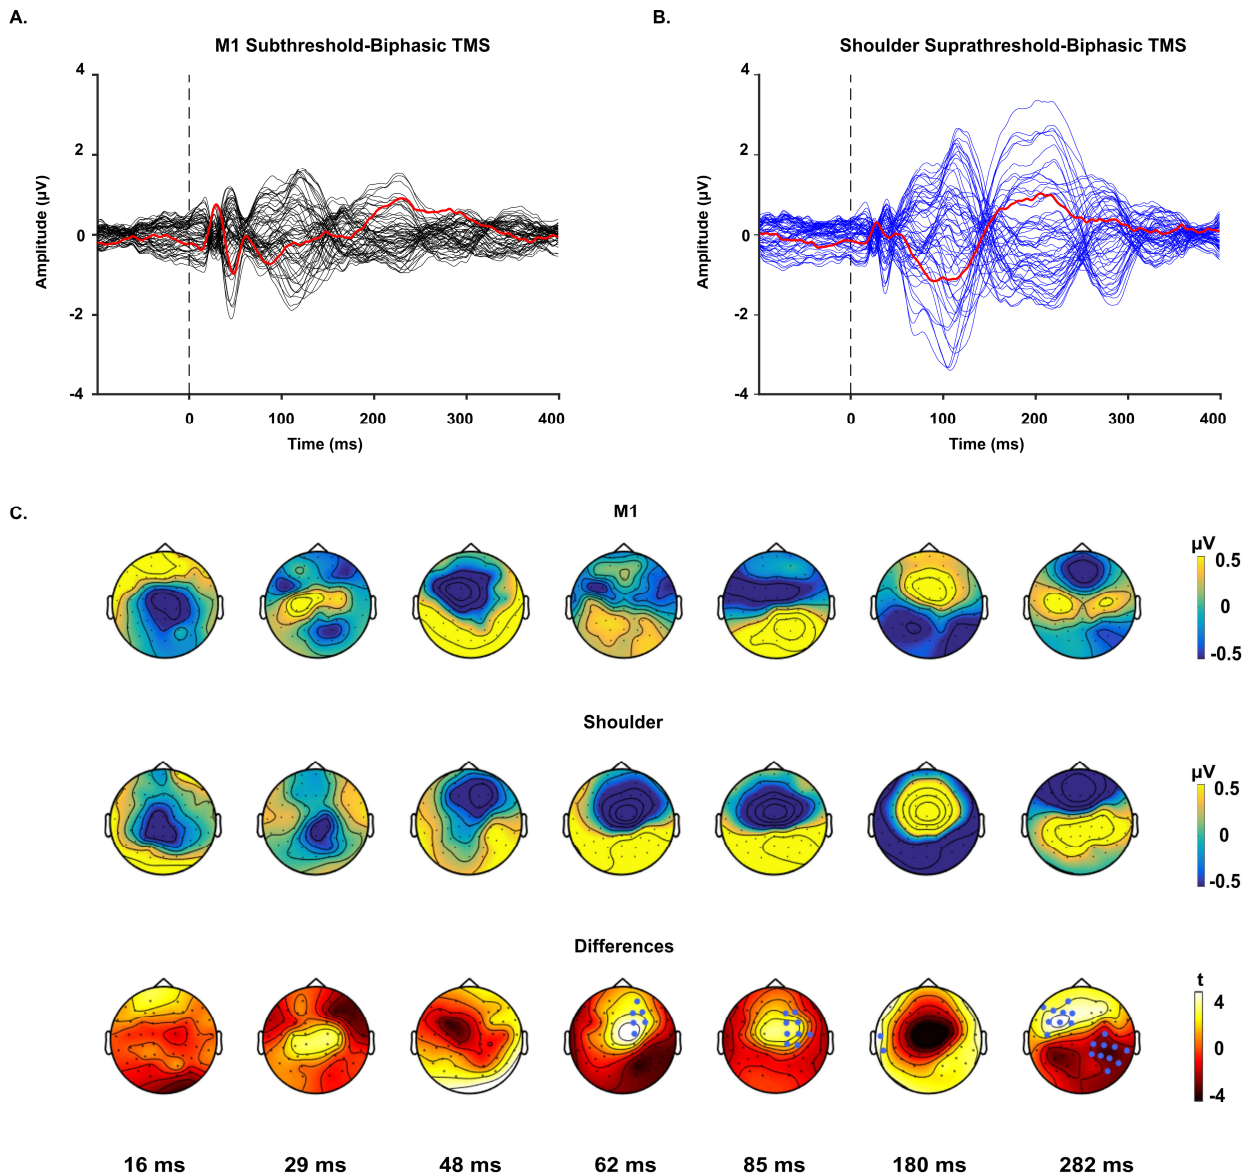 A.
M1 Subthreshold-Biphasic TMS
4
2
0
-2
-4
Amplitude (µV)
0 100 200 300 400
Time (ms)
B.
Shoulder Suprathreshold-Biphasic TMS
4
2
0
-2
-4
Amplitude (µV)
0 100 200 300 400
Time (ms)
C.
M1
µV
0.5
0
-0.5
Shoulder
µV
0.5
0
-0.5
Differences
t
4
0
-4
16 ms 29 ms 48 ms 62 ms 85 ms 180 ms 282 ms